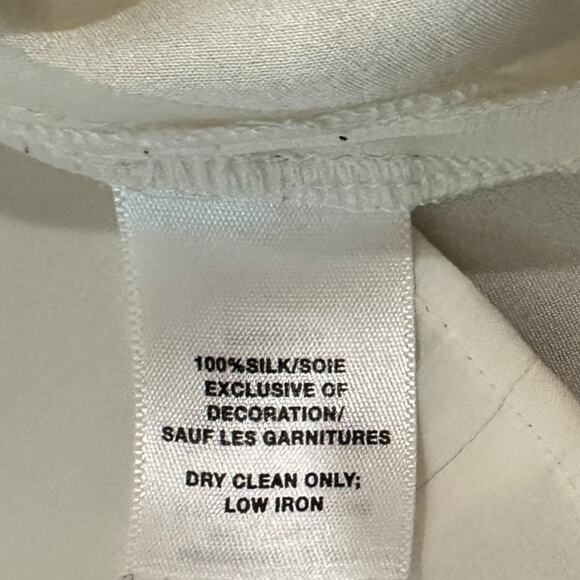 100%SILK/SOIE
EXCLUSIVE OF
DECORATION/
SAUF LES GARNITURES
DRY CLEAN ONLY;
LOW IRON